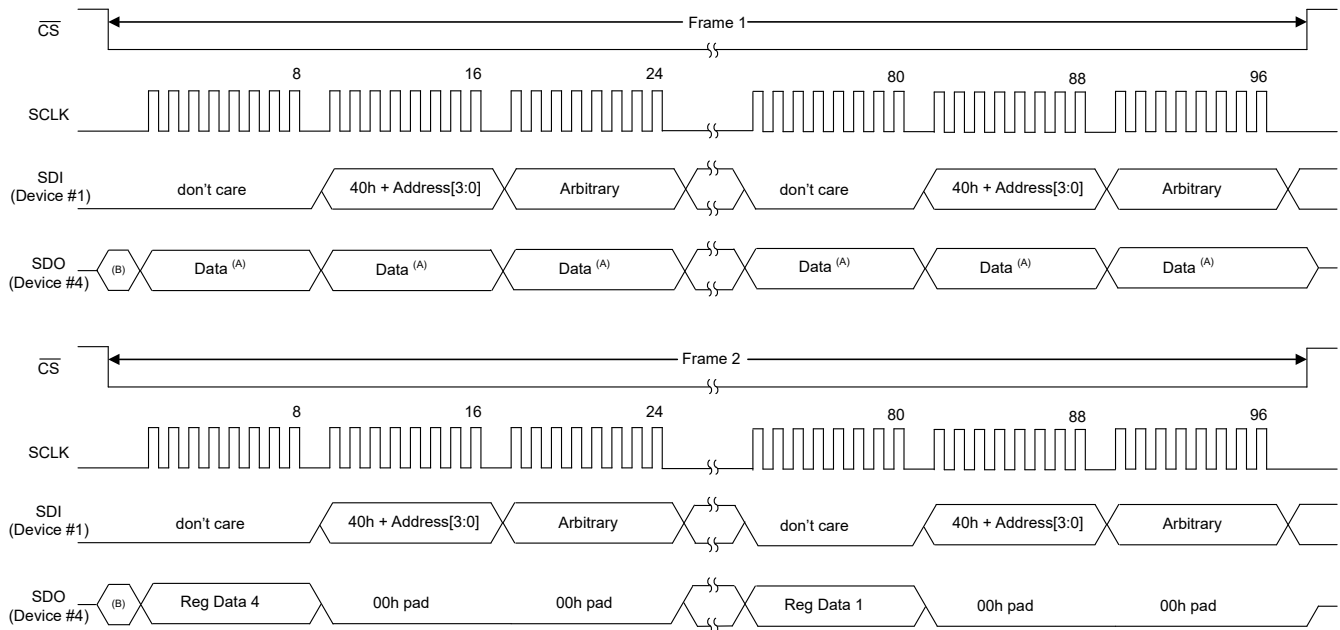 CS
Frame 1
8 16 24 80 88 96
SCLK
SDI
(Device #1)
don't care 40h + Address[3:0] Arbitrary don't care 40h + Address[3:0] Arbitrary
SDO
(Device #4)
(B) Data (A) Data (A) Data (A) Data (A) Data (A) Data (A)
CS
Frame 2
8 16 24 80 88 96
SCLK
SDI
(Device #1)
don't care 40h + Address[3:0] Arbitrary don't care 40h + Address[3:0] Arbitrary
SDO
(Device #4)
(B) Reg Data 4 00h pad 00h pad Reg Data 1 00h pad 00h pad